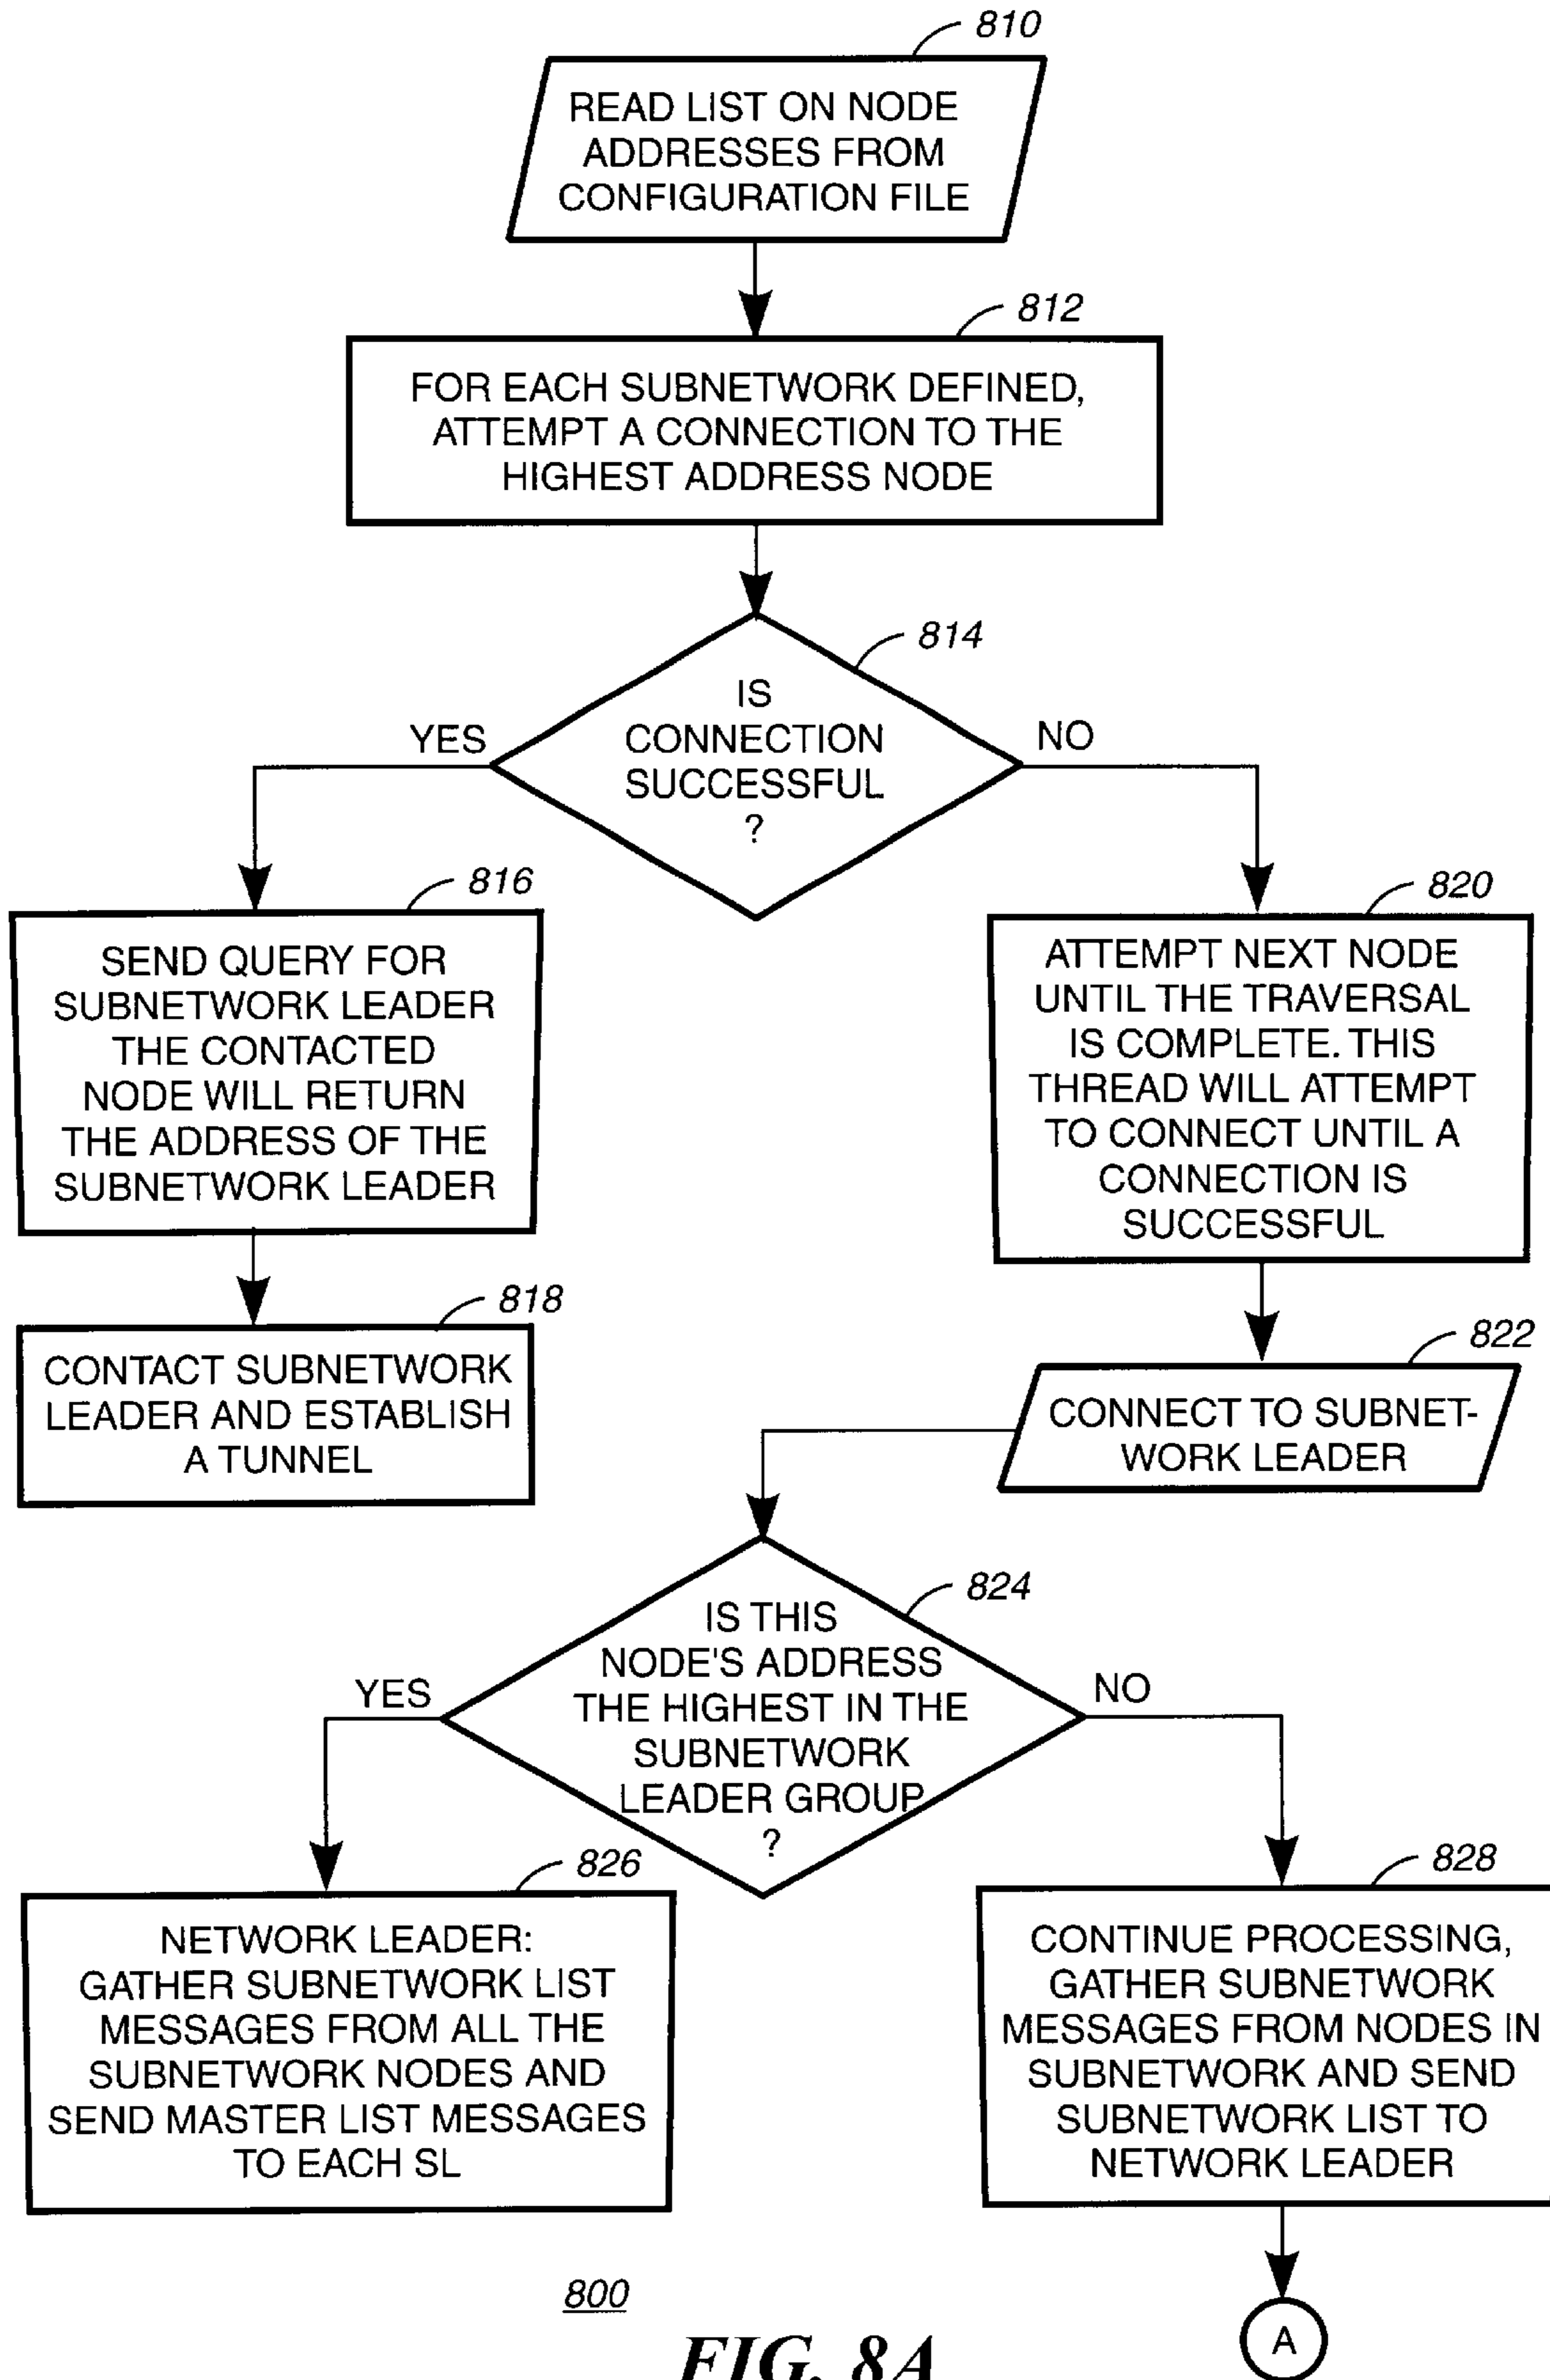 810
READ LIST ON NODE
ADDRESSES FROM
CONFIGURATION FILE
812
FOR EACH SUBNETWORK DEFINED,
ATTEMPT A CONNECTION TO THE
HIGHEST ADDRESS NODE
814
IS
CONNECTION
SUCCESSFUL
?
YES
NO
816
SEND QUERY FOR
SUBNETWORK LEADER
THE CONTACTED
NODE WILL RETURN
THE ADDRESS OF THE
SUBNETWORK LEADER
820
ATTEMPT NEXT NODE
UNTIL THE TRAVERSAL
IS COMPLETE. THIS
THREAD WILL ATTEMPT
TO CONNECT UNTIL A
CONNECTION IS
SUCCESSFUL
818
CONTACT SUBNETWORK
LEADER AND ESTABLISH
A TUNNEL
822
CONNECT TO SUBNET-
WORK LEADER
824
IS THIS
NODE'S ADDRESS
THE HIGHEST IN THE
SUBNETWORK
LEADER GROUP
?
YES
NO
826
NETWORK LEADER:
GATHER SUBNETWORK LIST
MESSAGES FROM ALL THE
SUBNETWORK NODES AND
SEND MASTER LIST MESSAGES
TO EACH SL
828
CONTINUE PROCESSING,
GATHER SUBNETWORK
MESSAGES FROM NODES IN
SUBNETWORK AND SEND
SUBNETWORK LIST TO
NETWORK LEADER
A
800
FIG. 8A